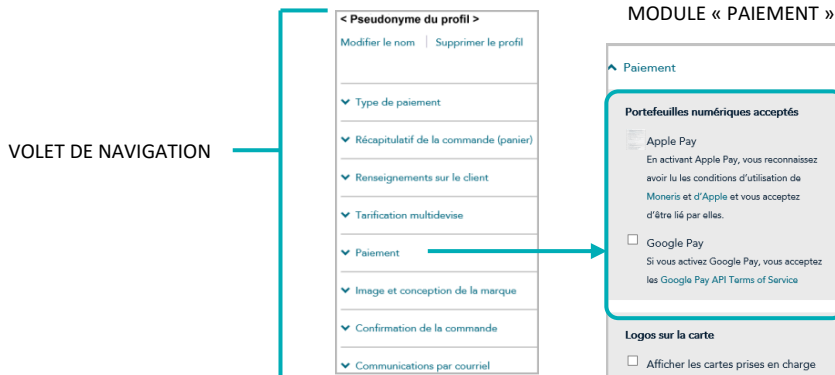 VOLET DE NAVIGATION
< Pseudonyme du profil >
Modifier le nom | Supprimer le profil
Type de paiement
Récapitulatif de la commande (panier)
Renseignements sur le client
Tarification multidevise
Paiement
Image et conception de la marque
Confirmation de la commande
Communications par courriel
MODULE « PAIEMENT »
Paiement
Portefeuilles numériques acceptés
Apple Pay
En activant Apple Pay, vous reconnaissez
avoir lu les conditions d'utilisation de
Moneris et d'Apple et vous acceptez
d'être lié par elles.
Google Pay
Si vous activez Google Pay, vous acceptez
les Google Pay API Terms of Service
Logos sur la carte
Afficher les cartes prises en charge